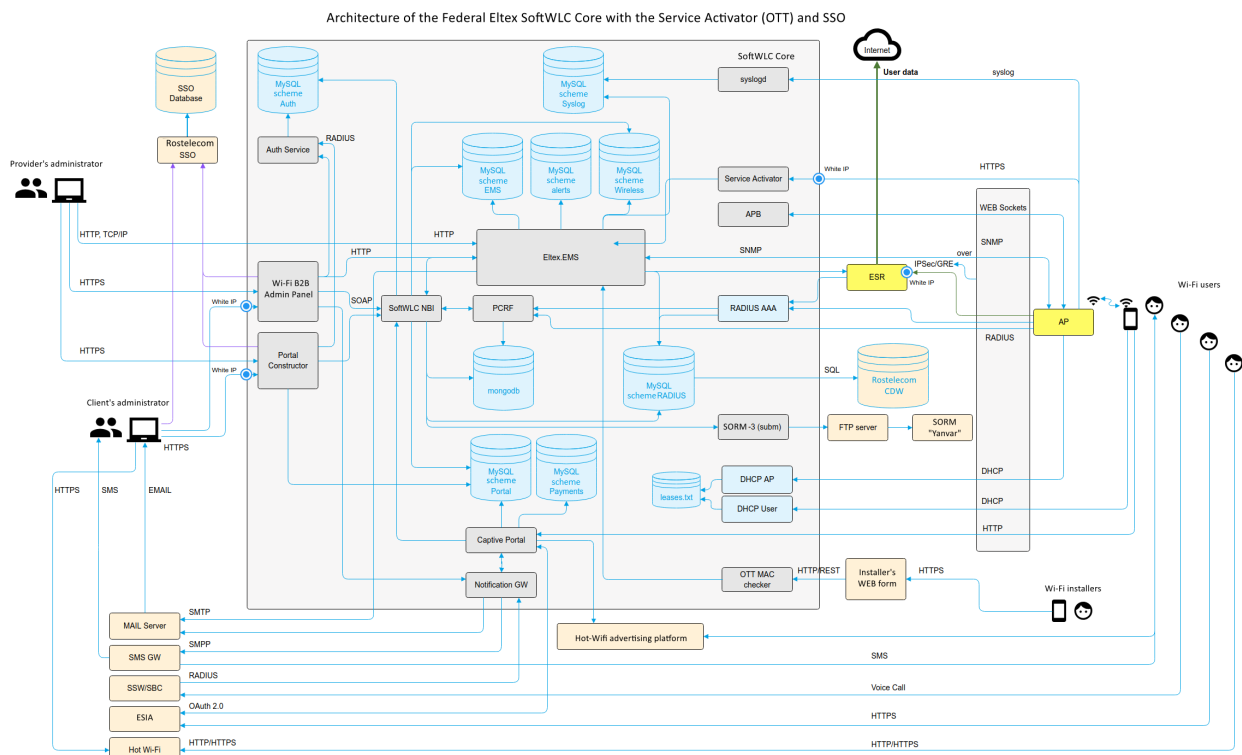 Architecture of the Federal Eltex SoftWLC Core with the Service Activator (OTT) and SSO
SoftWLC Core
Internet
User data
syslog
SSO
Database
MySQL
scheme
Auth
MySQL
scheme
Syslog
syslogd
Rostelecom
SSO
Auth Service
RADIUS
Provider's administrator
MySQL
scheme
EMS
MySQL
scheme
alerts
MySQL
scheme
Wireless
Service Activator
White IP
HTTPS
APB
WEB Sockets
HTTP, TCP/IP
HTTP
HTTP
Eltex.EMS
SNMP
SNMP
over
IPSec/GRE
ESR
White IP
HTTPS
Wi-Fi B2B
Admin Panel
White IP
SOAP
SoftWLC NBI
PCRF
RADIUS AAA
AP
Wi-Fi users
RADIUS
HTTPS
Portal
Constructor
White IP
mongodb
MySQL
scheme RADIUS
SQL
Rostelecom
CDW
Client's administrator
HTTPS
SORM -3 (subm)
FTP server
SORM
"Yanvar"
HTTPS
SMS
EMAIL
MySQL
scheme
Portal
MySQL
scheme
Payments
leases.txt
DHCP AP
DHCP
DHCP User
DHCP
HTTP
Captive Portal
Notification GW
OTT MAC
checker
HTTP/REST
Installer's
WEB form
HTTPS
Wi-Fi installers
MAIL Server
SMTP
Hot-Wifi advertising platform
SMS GW
SMPP
SMS
SSW/SBC
RADIUS
Voice Call
ESIA
OAuth 2.0
HTTPS
Hot Wi-Fi
HTTP/HTTPS
HTTP/HTTPS